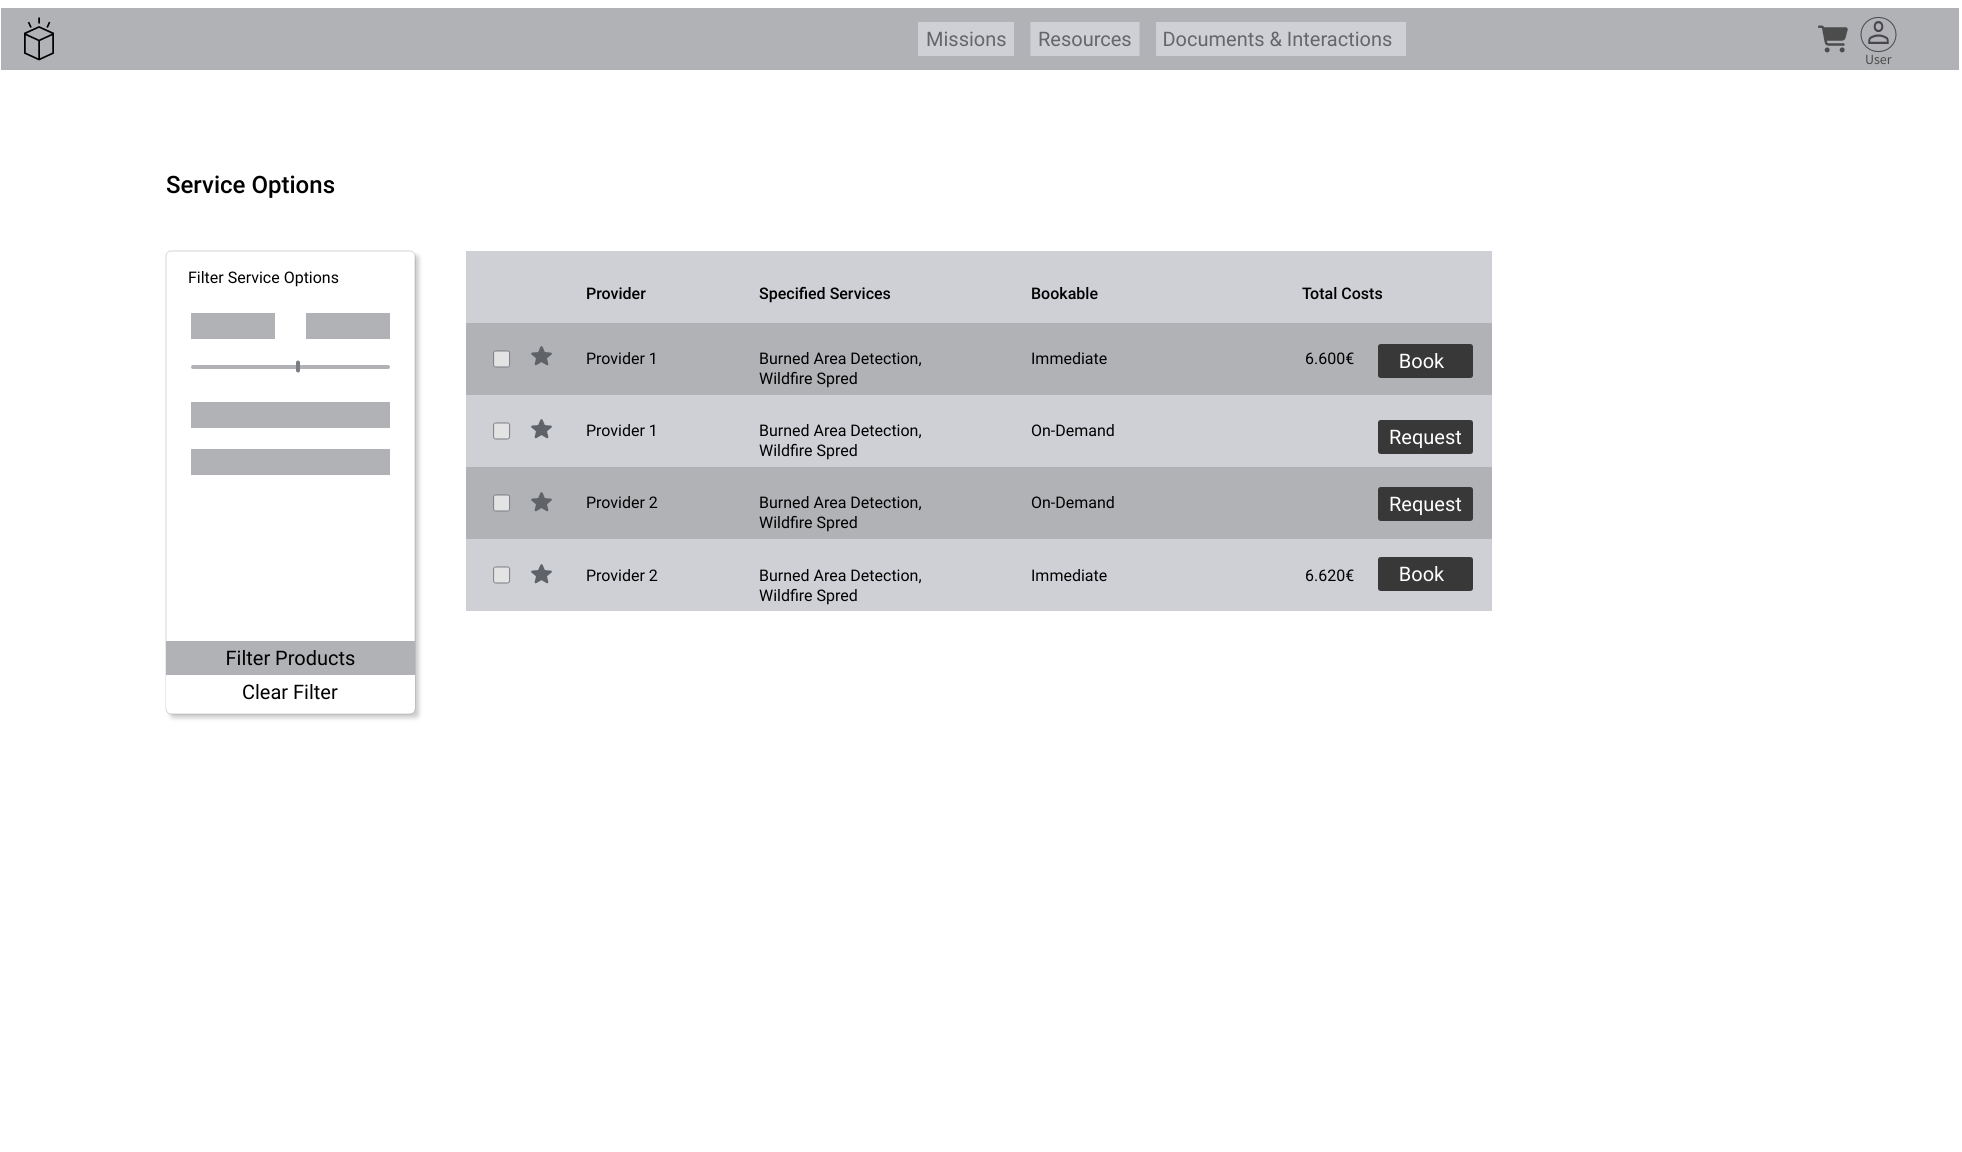 Missions
Resources
Documents & Interactions
User
Service Options
Filter Service Options
Filter Products
Clear Filter
Provider Specified Services Bookable Total Costs
Provider 1 Burned Area Detection, Immediate 6.600€ Book
Wildfire Spred
Provider 1 Burned Area Detection, On-Demand Request
Wildfire Spred
Provider 2 Burned Area Detection, On-Demand Request
Wildfire Spred
Provider 2 Burned Area Detection, Immediate 6.620€ Book
Wildfire Spred